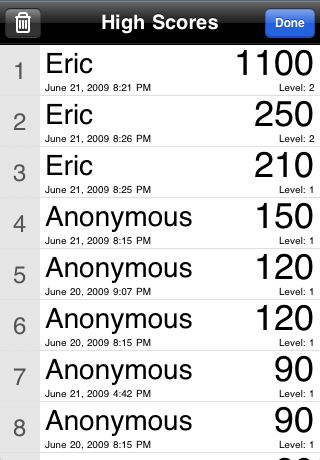 High Scores
Done
1 Eric 1100
June 21, 2009 8:21 PM Level: 2
2 Eric 250
June 21, 2009 8:26 PM Level: 2
3 Eric 210
June 21, 2009 8:25 PM Level: 1
4 Anonymous 150
June 21, 2009 8:15 PM Level: 1
5 Anonymous 120
June 20, 2009 9:07 PM Level: 1
6 Anonymous 120
June 20, 2009 8:15 PM Level: 1
7 Anonymous 90
June 21, 2009 4:42 PM Level: 1
8 Anonymous 90
June 20, 2009 8:15 PM Level: 1